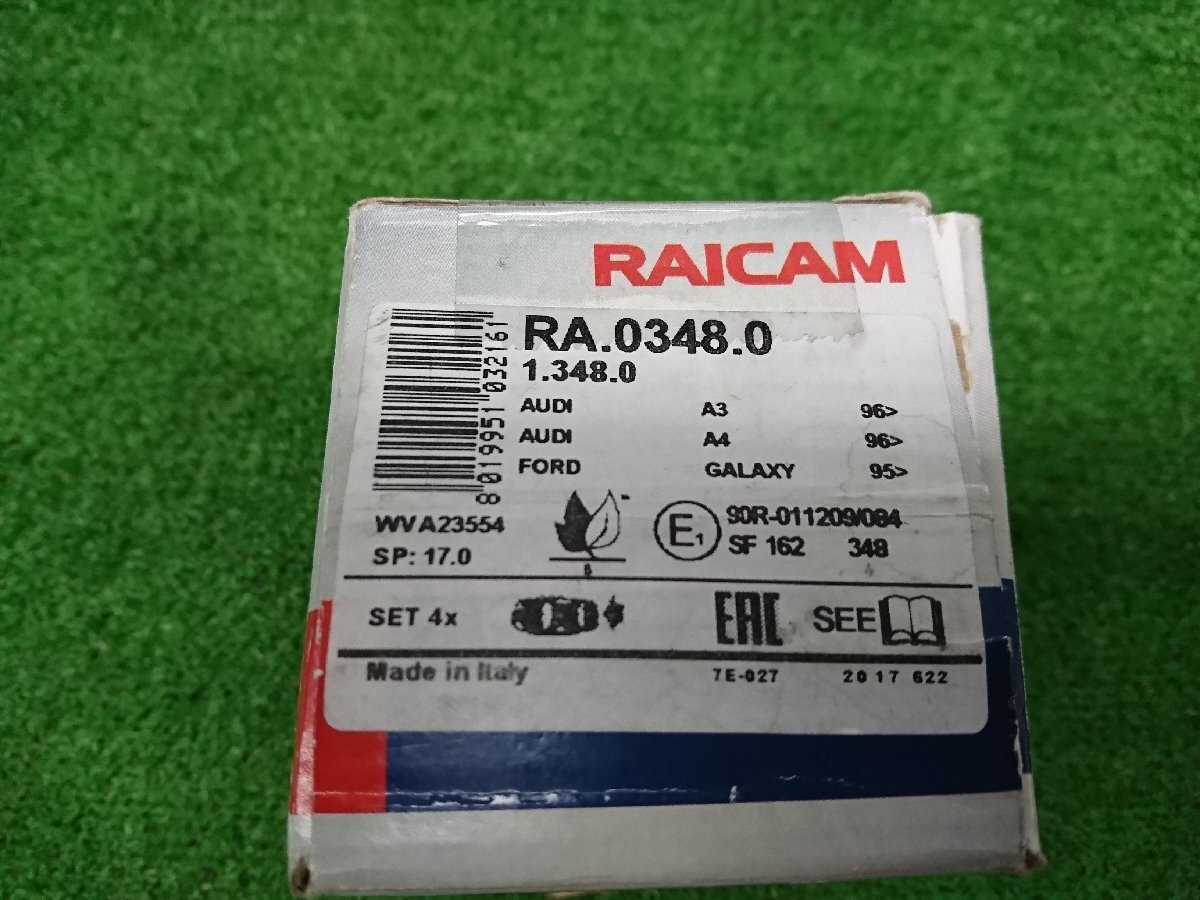 RAICAM
RA.0348.0
1.348.0
8 019951 032161
AUDI A3 96>
AUDI A4 96>
FORD GALAXY 95>
WVA23554
SP: 17.0
E1
90R-011209/084
SF 162 348
SET 4x
EAC
SEE
Made in Italy
7E-027
2017 622